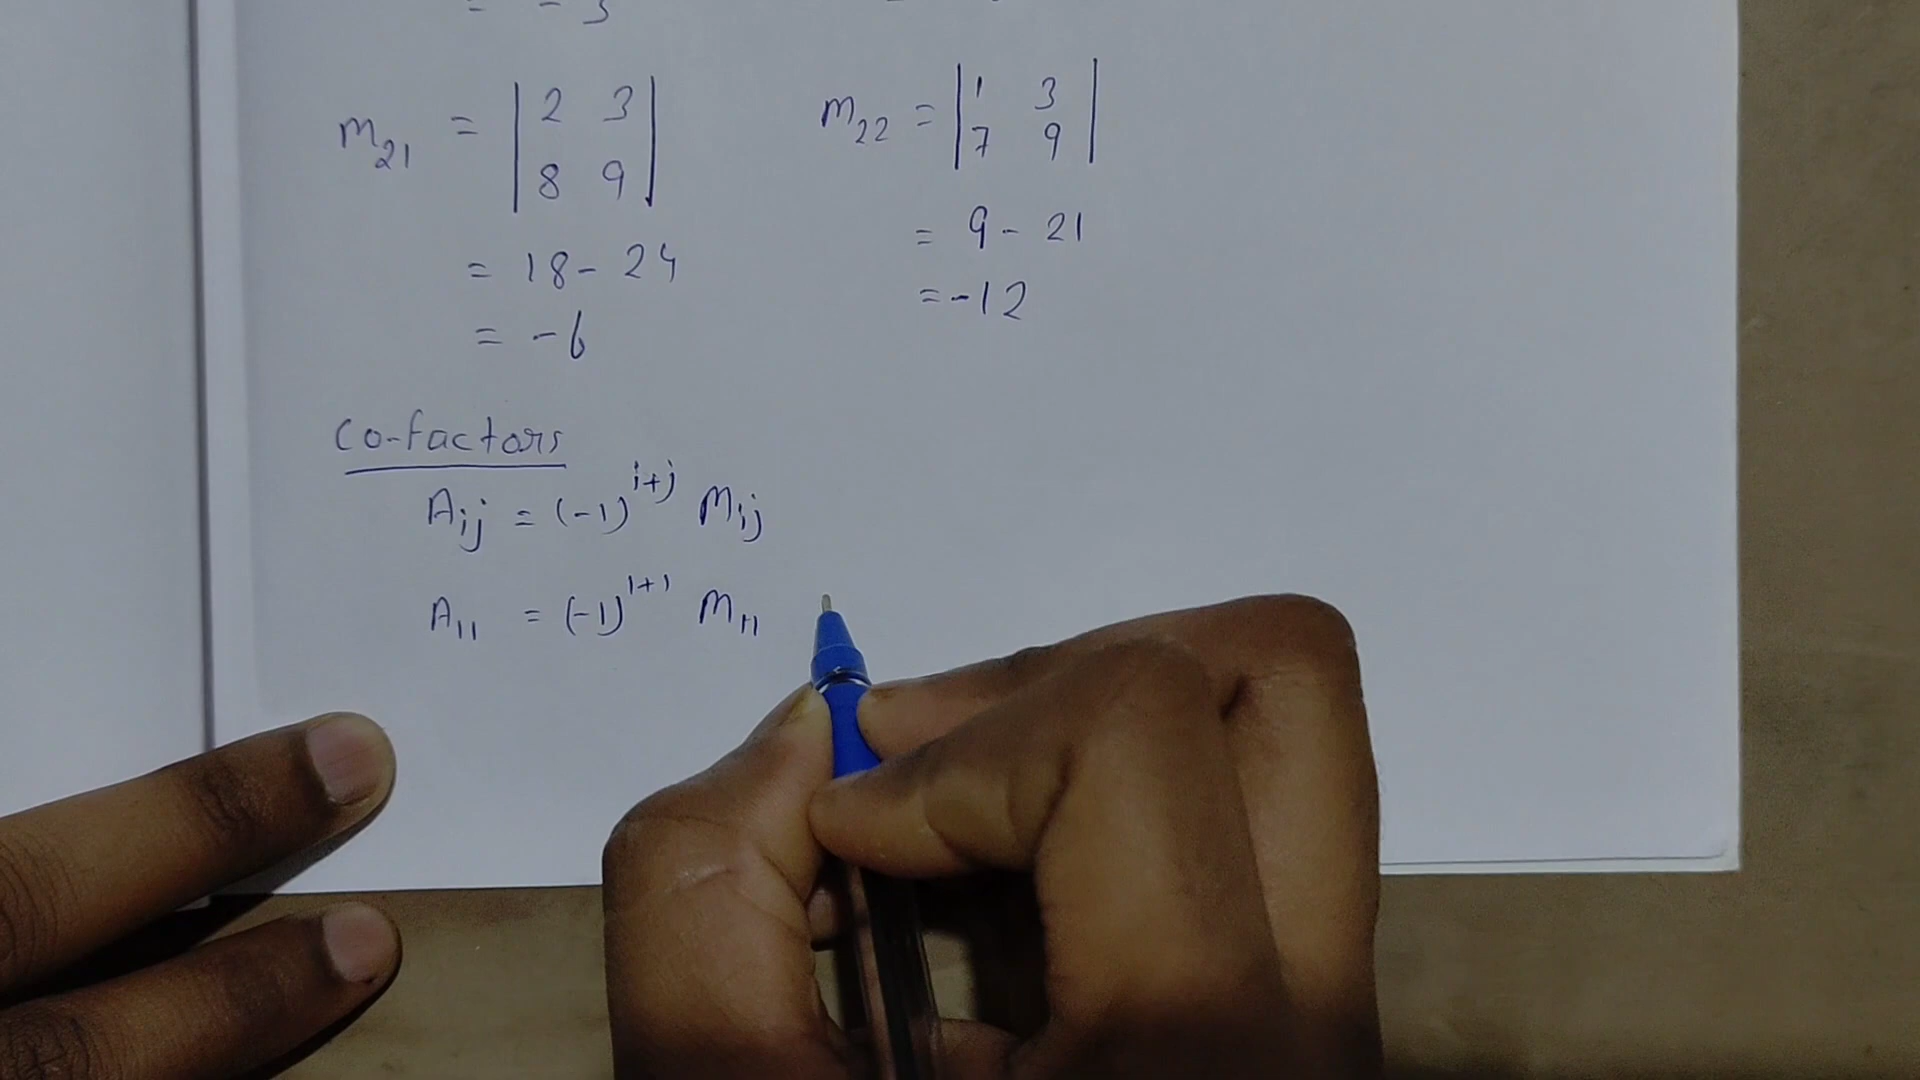 = -3
m21 = |2 3|
|8 9|
= 18 - 24
= -6
m22 = |1 3|
|7 9|
= 9 - 21
= -12
Co-factors
Aij = (-1)^i+j Mij
A11 = (-1)^1+1 M11